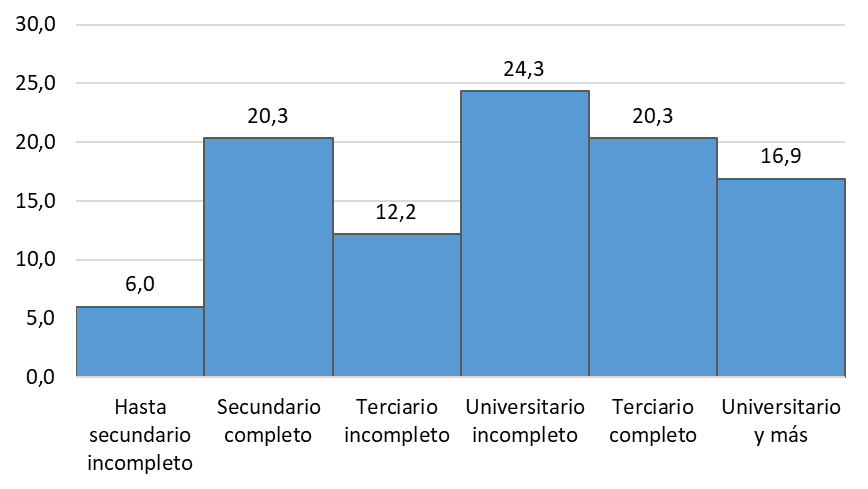 30,0
25,0
20,0
15,0
10,0
5,0
0,0
6,0
20,3
12,2
24,3
20,3
16,9
Hasta
secundario
incompleto
Secundario
completo
Terciario
incompleto
Universitario
incompleto
Terciario
completo
Universitario
y más